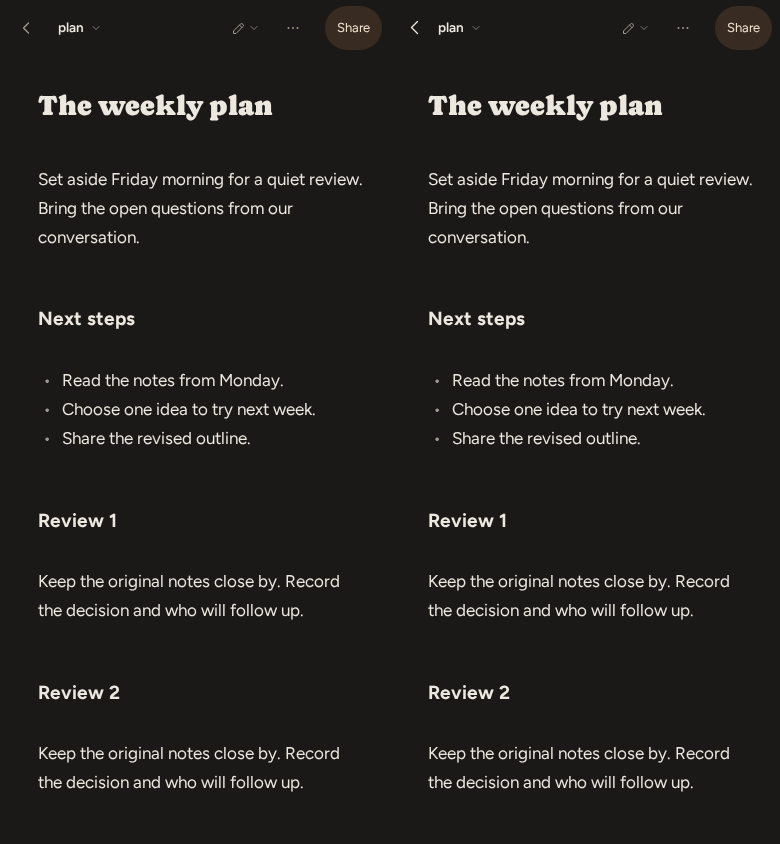 plan
Share
The weekly plan
Set aside Friday morning for a quiet review.
Bring the open questions from our
conversation.
Next steps
• Read the notes from Monday.
• Choose one idea to try next week.
• Share the revised outline.
Review 1
Keep the original notes close by. Record
the decision and who will follow up.
Review 2
Keep the original notes close by. Record
the decision and who will follow up.
plan
Share
The weekly plan
Set aside Friday morning for a quiet review.
Bring the open questions from our
conversation.
Next steps
• Read the notes from Monday.
• Choose one idea to try next week.
• Share the revised outline.
Review 1
Keep the original notes close by. Record
the decision and who will follow up.
Review 2
Keep the original notes close by. Record
the decision and who will follow up.